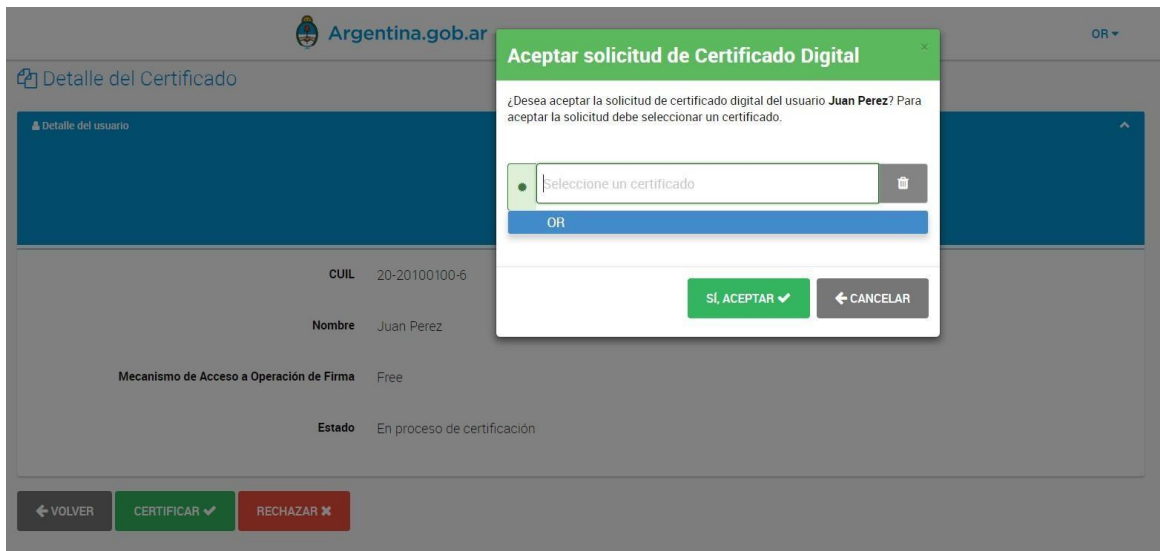 Argentina.gob.ar
OR
Detalle del Certificado
Detalle del usuario
Aceptar solicitud de Certificado Digital
×
¿Desea aceptar la solicitud de certificado digital del usuario Juan Perez? Para
aceptar la solicitud debe seleccionar un certificado.
Seleccione un certificado
OR
SÍ, ACEPTAR
CANCELAR
CUIL 20-20100100-6
Nombre Juan Perez
Mecanismo de Acceso a Operación de Firma Free
Estado En proceso de certificación
VOLVER CERTIFICAR RECHAZAR